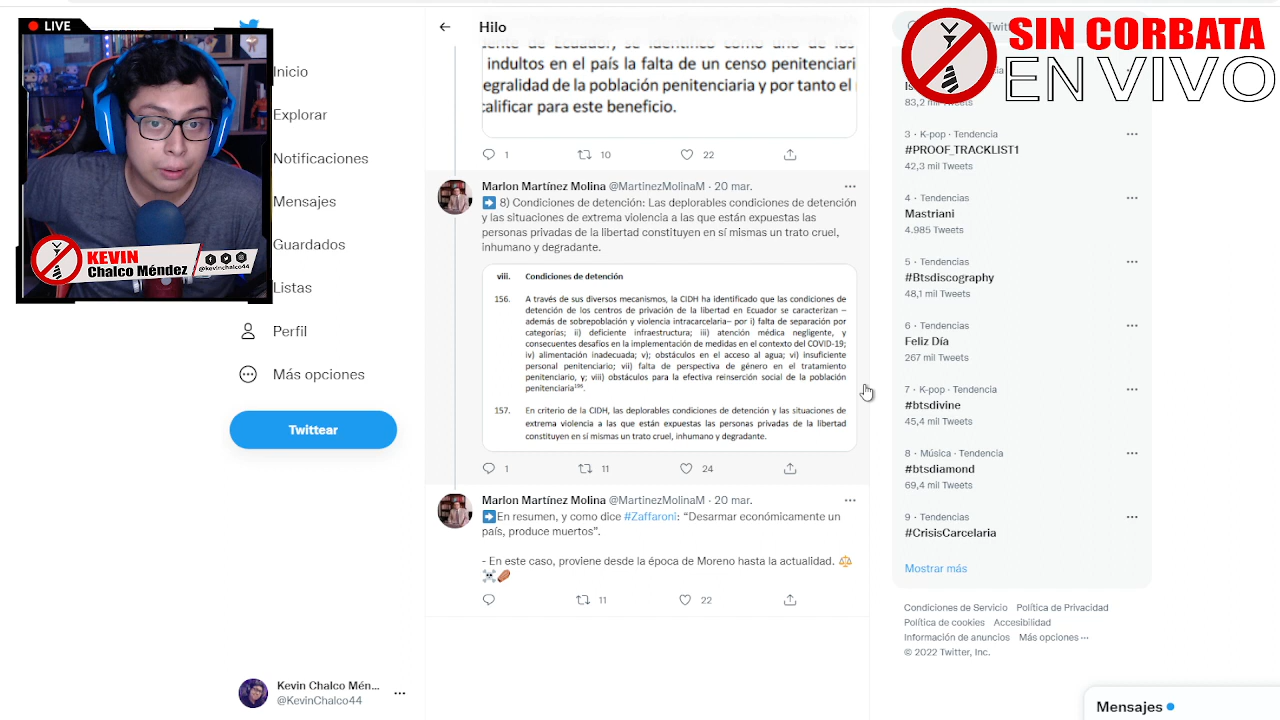 LIVE
KEVIN
Chalco Méndez
@kevinchalco44
SIN CORBATA
EN VIVO
Inicio
Explorar
Notificaciones
Mensajes
Guardados
Listas
Perfil
Más opciones
Twittear
Kevin Chalco Mén...
@KevinChalco44
Hilo
indultos en el país la falta de un censo penitenciari
egralidad de la población penitenciaria y por tanto el
calificar para este beneficio.
1 10 22
Marlon Martínez Molina @MartinezMolinaM · 20 mar.
➡ 8) Condiciones de detención: Las deplorables condiciones de detención
y las situaciones de extrema violencia a las que están expuestas las
personas privadas de la libertad constituyen en sí mismas un trato cruel,
inhumano y degradante.
viii. Condiciones de detención
156. A través de sus diversos mecanismos, la CIDH ha identificado que las condiciones de
detención de los centros de privación de la libertad en Ecuador se caracterizan –
además de sobrepoblación y violencia intracarcelaria– por i) falta de separación por
categorías; ii) deficiente infraestructura; iii) atención médica negligente, y
consecuentes desafíos en la implementación de medidas en el contexto del COVID-19;
iv) alimentación inadecuada; v); obstáculos en el acceso al agua; vi) insuficiente
personal penitenciario; vii) falta de perspectiva de género en el tratamiento
penitenciario, y; viii) obstáculos para la efectiva reinserción social de la población
penitenciaria¹⁹⁶.
157. En criterio de la CIDH, las deplorables condiciones de detención y las situaciones de
extrema violencia a las que están expuestas las personas privadas de la libertad
constituyen en sí mismas un trato cruel, inhumano y degradante.
1 11 24
Marlon Martínez Molina @MartinezMolinaM · 20 mar.
➡En resumen, y como dice #Zaffaroni: “Desarmar económicamente un
país, produce muertos”.
- En este caso, proviene desde la época de Moreno hasta la actualidad. ⚖
☠⚰
11 22
83,2 mil Tweets
3 · K-pop · Tendencia
#PROOF_TRACKLIST1
42,3 mil Tweets
4 · Tendencias
Mastriani
4.985 Tweets
5 · Tendencias
#Btsdiscography
48,1 mil Tweets
6 · Tendencias
Feliz Día
267 mil Tweets
7 · K-pop · Tendencia
#btsdivine
45,4 mil Tweets
8 · Música · Tendencia
#btsdiamond
69,4 mil Tweets
9 · Tendencias
#CrisisCarcelaria
Mostrar más
Condiciones de Servicio Política de Privacidad
Política de cookies Accesibilidad
Información de anuncios Más opciones ···
© 2022 Twitter, Inc.
Mensajes